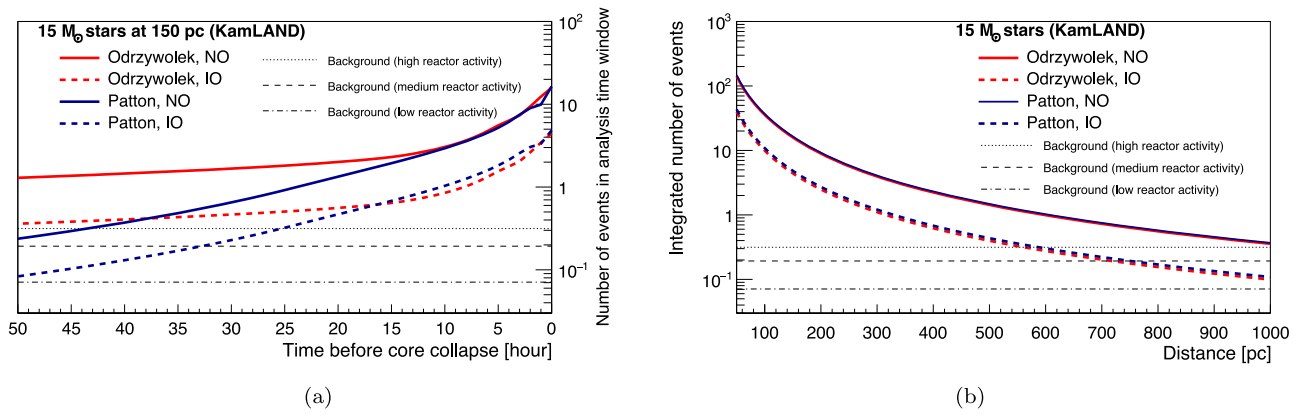 15 M⊙ stars at 150 pc (KamLAND)
Odrzywolek, NO
Odrzywolek, IO
Patton, NO
Patton, IO
Background (high reactor activity)
Background (medium reactor activity)
Background (low reactor activity)
10²
10
1
10⁻¹
Number of events in analysis time window
50 45 40 35 30 25 20 15 10 5 0
Time before core collapse [hour]
(a)
15 M⊙ stars (KamLAND)
Odrzywolek, NO
Odrzywolek, IO
Patton, NO
Patton, IO
Background (high reactor activity)
Background (medium reactor activity)
Background (low reactor activity)
Integrated number of events
10³
10²
10
1
10⁻¹
100 200 300 400 500 600 700 800 900 1000
Distance [pc]
(b)